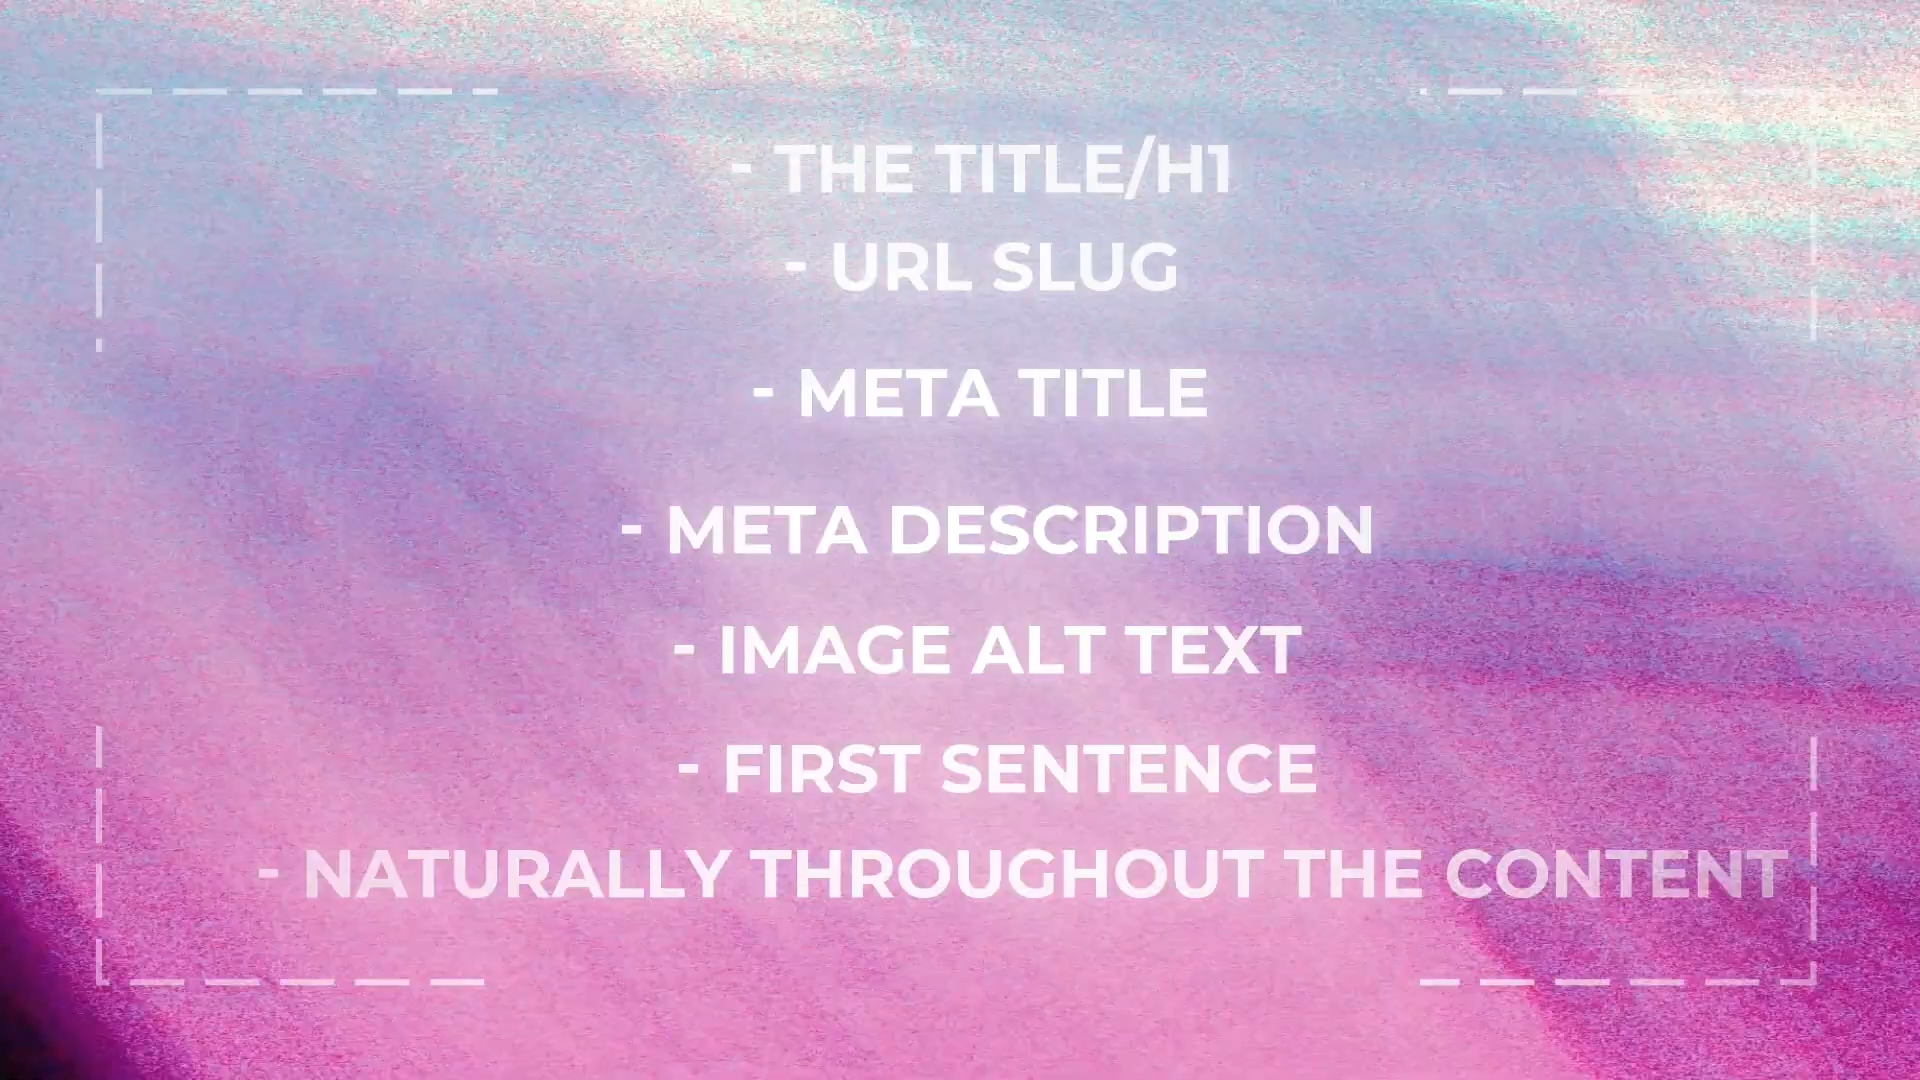 - THE TITLE/H1
- URL SLUG
- META TITLE
- META DESCRIPTION
- IMAGE ALT TEXT
- FIRST SENTENCE
- NATURALLY THROUGHOUT THE CONTENT